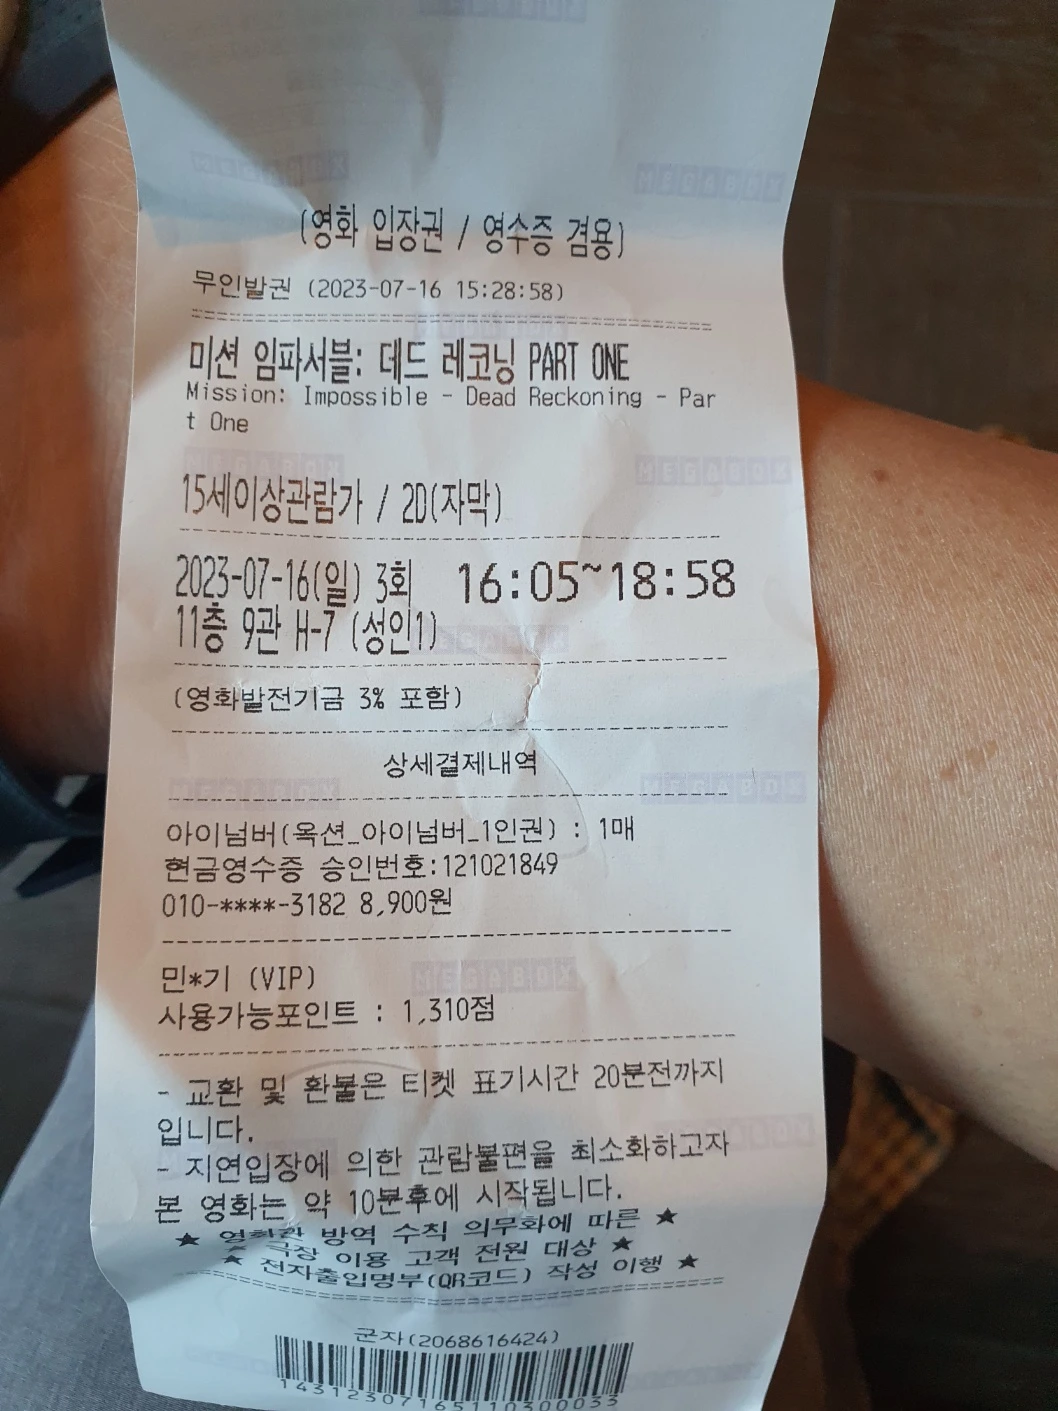 (영화 입장권 / 영수증 겸용)
무인발권 (2023-07-16 15:28:58)
미션 임파서블: 데드 레코닝 PART ONE
Mission: Impossible - Dead Reckoning - Par
t One
15세이상관람가 / 2D(자막)
2023-07-16(일) 3회 16:05~18:58
11층 9관 H-7 (성인1)
(영화발전기금 3% 포함)
상세결제내역
아이넘버(옥션_아이넘버_1인권) : 1매
현금영수증 승인번호:121021849
010-****-3182 8,900원
민*기 (VIP)
사용가능포인트 : 1,310점
- 교환 및 환불은 티켓 표기시간 20분전까지
입니다.
- 지연입장에 의한 관람불편을 최소화하고자
본 영화는 약 10분후에 시작됩니다.
★ 영화관 방역 수칙 의무화에 따른 ★
★ 극장 이용 고객 전원 대상 ★
★ 전자출입명부(QR코드) 작성 이행 ★
군자(2068616424)